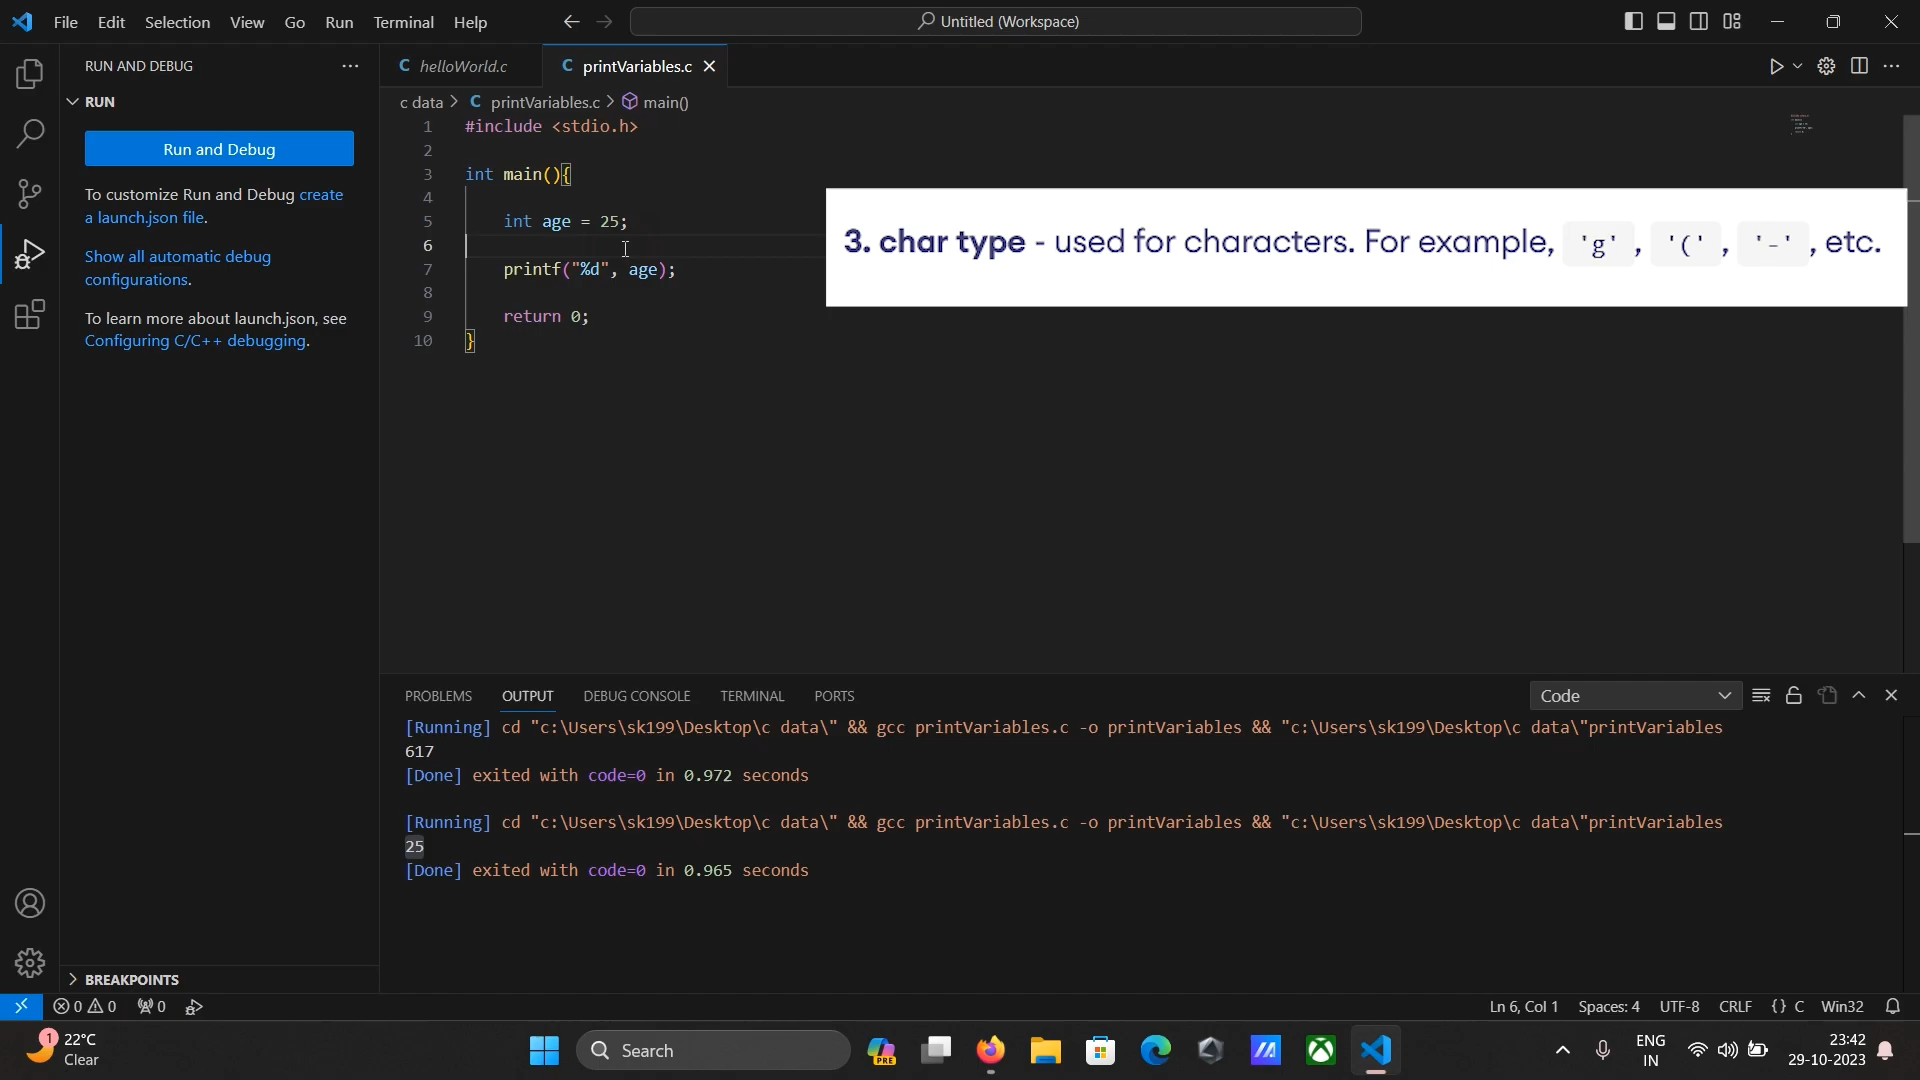 File Edit Selection View Go Run Terminal Help
Untitled (Workspace)
RUN AND DEBUG
RUN
Run and Debug
To customize Run and Debug create
a launch.json file.
Show all automatic debug
configurations.
To learn more about launch.json, see
Configuring C/C++ debugging.
BREAKPOINTS
C helloWorld.c
C printVariables.c
c data > C printVariables.c > main()
1 #include <stdio.h>
2
3 int main(){
4
5 int age = 25;
6
7 printf("%d", age);
8
9 return 0;
10 }
3. char type - used for characters. For example, 'g', '(', '-', etc.
PROBLEMS OUTPUT DEBUG CONSOLE TERMINAL PORTS
Code
[Running] cd "c:\Users\sk199\Desktop\c data\" && gcc printVariables.c -o printVariables && "c:\Users\sk199\Desktop\c data\"printVariables
617
[Done] exited with code=0 in 0.972 seconds
[Running] cd "c:\Users\sk199\Desktop\c data\" && gcc printVariables.c -o printVariables && "c:\Users\sk199\Desktop\c data\"printVariables
25
[Done] exited with code=0 in 0.965 seconds
0 0 0
Ln 6, Col 1 Spaces: 4 UTF-8 CRLF {} C Win32
1
22°C
Clear
Search
PRE
ENG
IN
23:42
29-10-2023